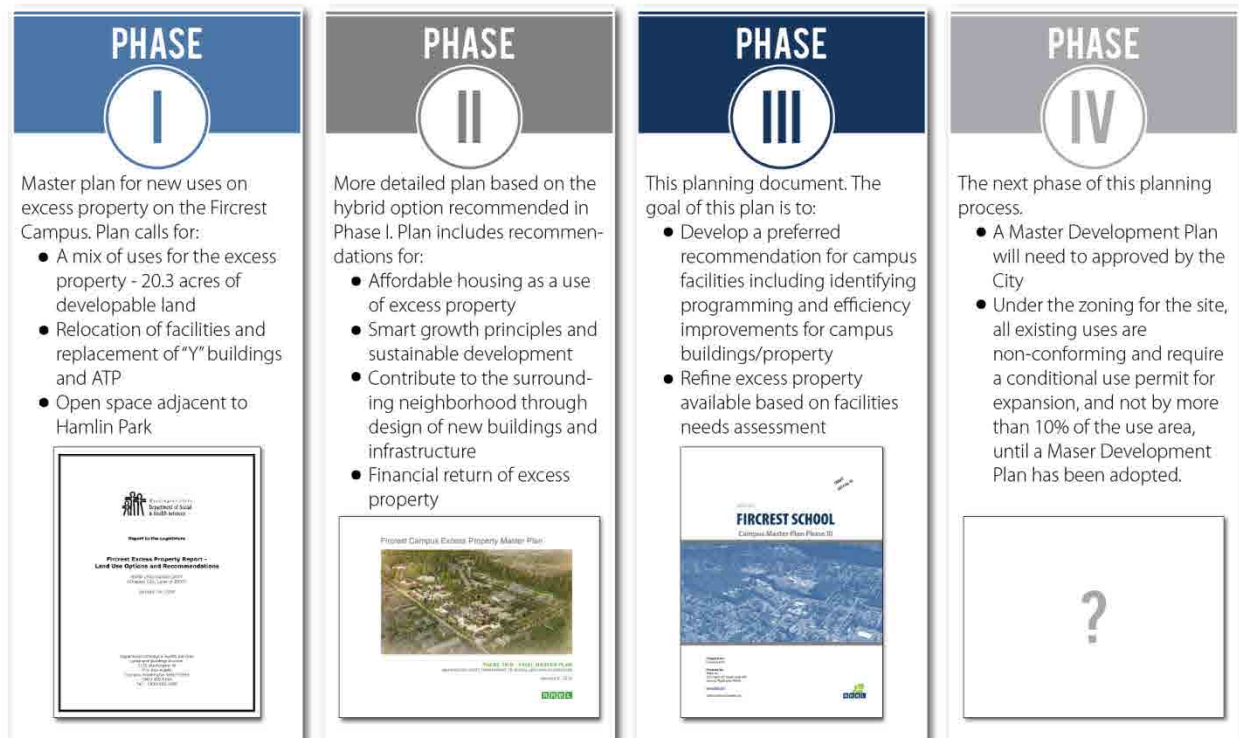 PHASE
I
Master plan for new uses on
excess property on the Fircrest
Campus. Plan calls for:
● A mix of uses for the excess
property - 20.3 acres of
developable land
● Relocation of facilities and
replacement of "Y" buildings
and ATP
● Open space adjacent to
Hamlin Park
Department of Social
& Health Services
Report to the Legislature
Fircrest Excess Property Report –
Land Use Options and Recommendations
PHASE
II
More detailed plan based on the
hybrid option recommended in
Phase I. Plan includes recommen-
dations for:
● Affordable housing as a use
of excess property
● Smart growth principles and
sustainable development
● Contribute to the surround-
ing neighborhood through
design of new buildings and
infrastructure
● Financial return of excess
property
Fircrest Campus Excess Property Master Plan
AHBL
PHASE
III
This planning document. The
goal of this plan is to:
● Develop a preferred
recommendation for campus
facilities including identifying
programming and efficiency
improvements for campus
buildings/property
● Refine excess property
available based on facilities
needs assessment
FIRCREST SCHOOL
Campus Master Plan Phase III
AHBL
PHASE
IV
The next phase of this planning
process.
● A Master Development Plan
will need to approved by the
City
● Under the zoning for the site,
all existing uses are
non-conforming and require
a conditional use permit for
expansion, and not by more
than 10% of the use area,
until a Maser Development
Plan has been adopted.
?